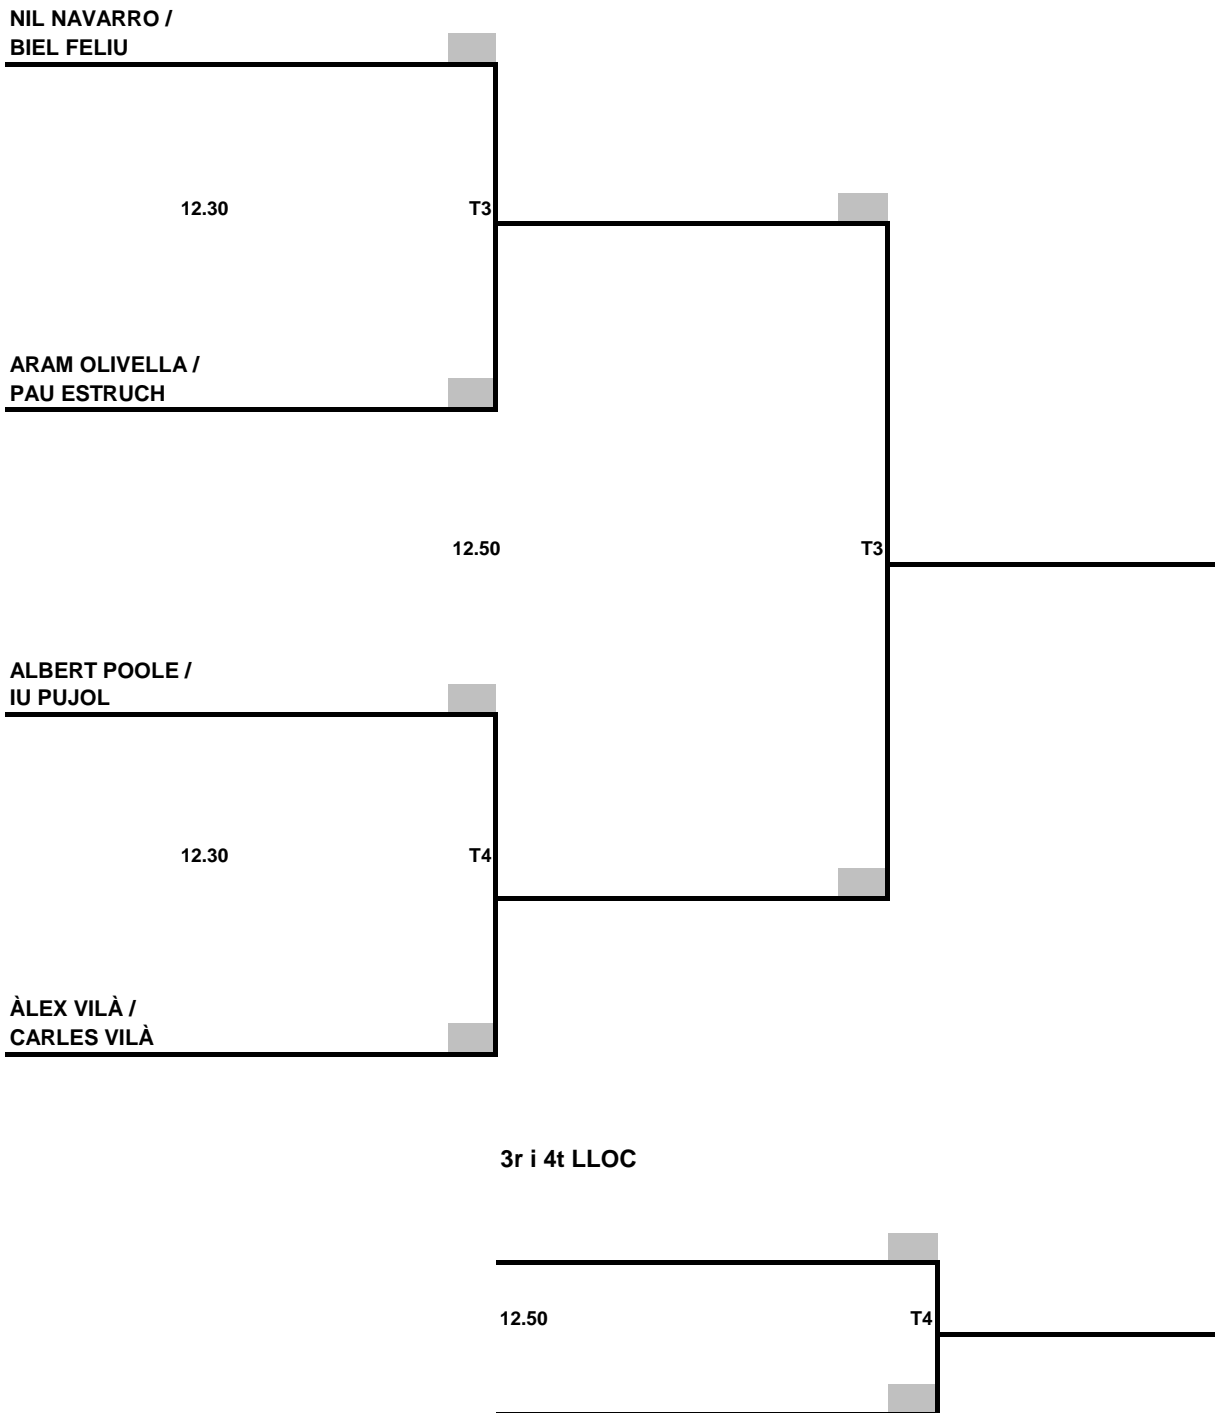 NIL NAVARRO /
BIEL FELIU
12.30 T3
ARAM OLIVELLA /
PAU ESTRUCH
12.50 T3
ALBERT POOLE /
IU PUJOL
12.30 T4
ÀLEX VILÀ /
CARLES VILÀ
3r i 4t LLOC
12.50 T4